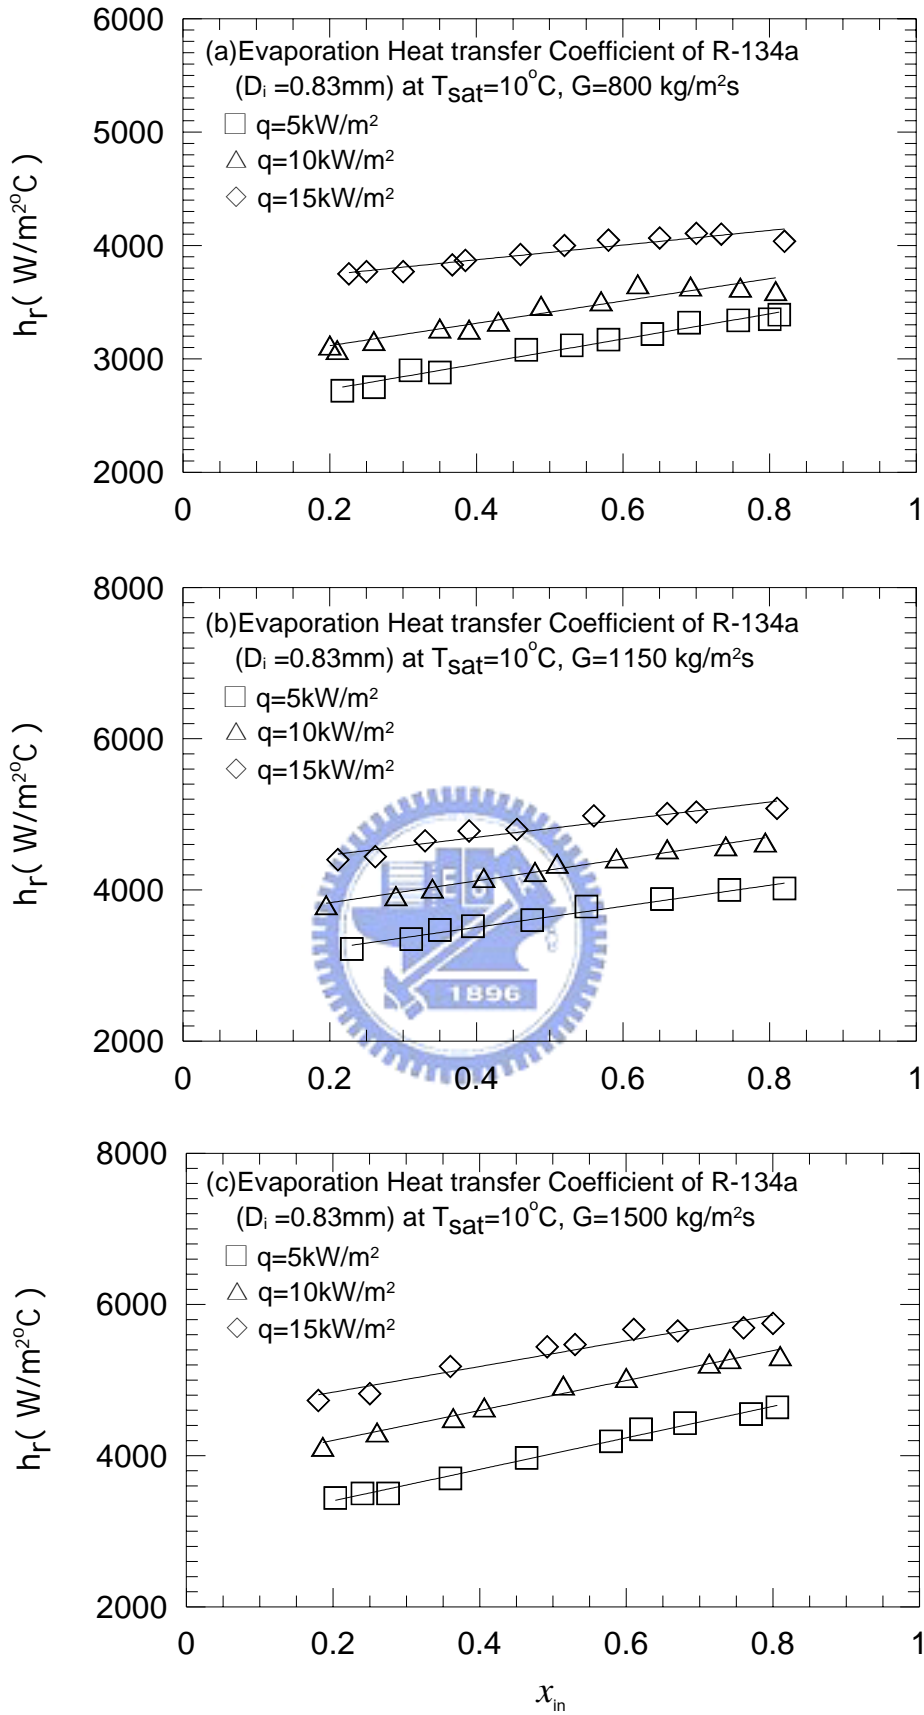 6000
(a)Evaporation Heat transfer Coefficient of R-134a
(Di =0.83mm) at Tsat=10°C, G=800 kg/m²s
q=5kW/m²
5000
q=10kW/m²
q=15kW/m²
hr( W/m²°C )
4000
3000
2000
0 0.2 0.4 0.6 0.8 1
8000
(b)Evaporation Heat transfer Coefficient of R-134a
(Di =0.83mm) at Tsat=10°C, G=1150 kg/m²s
q=5kW/m²
6000
q=10kW/m²
q=15kW/m²
hr( W/m²°C )
4000
1896
2000
0 0.2 0.4 0.6 0.8 1
8000
(c)Evaporation Heat transfer Coefficient of R-134a
(Di =0.83mm) at Tsat=10°C, G=1500 kg/m²s
q=5kW/m²
6000
q=10kW/m²
q=15kW/m²
hr( W/m²°C )
4000
2000
0 0.2 0.4 0.6 0.8 1
xin